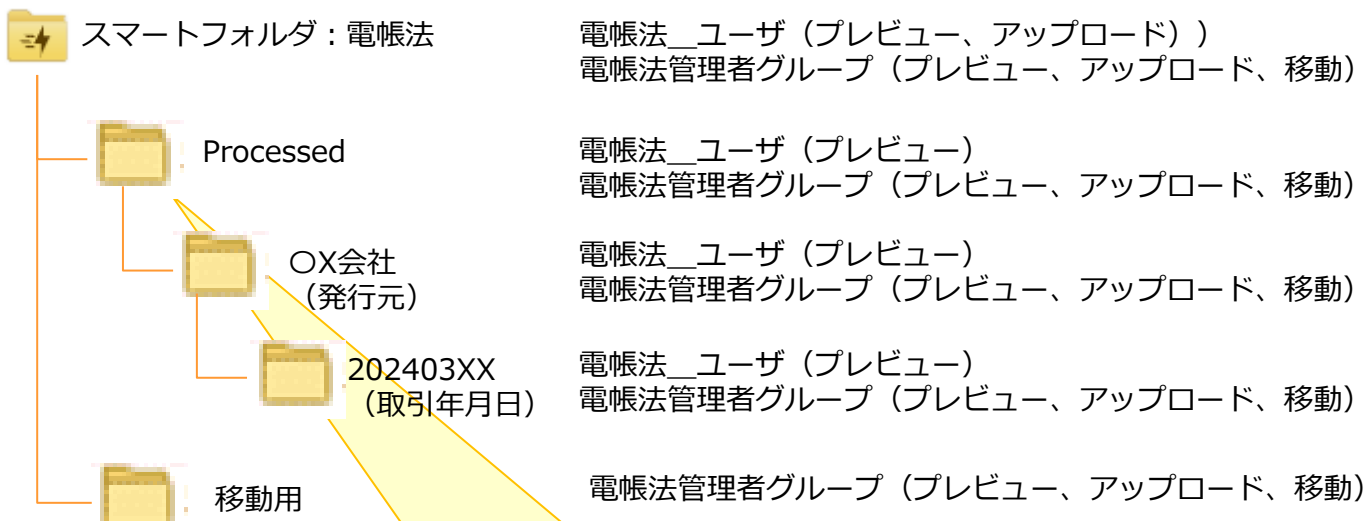 スマートフォルダ：電帳法
電帳法__ユーザ（プレビュー、アップロード））
電帳法管理者グループ（プレビュー、アップロード、移動）
Processed
電帳法__ユーザ（プレビュー）
電帳法管理者グループ（プレビュー、アップロード、移動）
〇X会社
（発行元）
電帳法__ユーザ（プレビュー）
電帳法管理者グループ（プレビュー、アップロード、移動）
202403XX
（取引年月日）
電帳法__ユーザ（プレビュー）
電帳法管理者グループ（プレビュー、アップロード、移動）
移動用
電帳法管理者グループ（プレビュー、アップロード、移動）